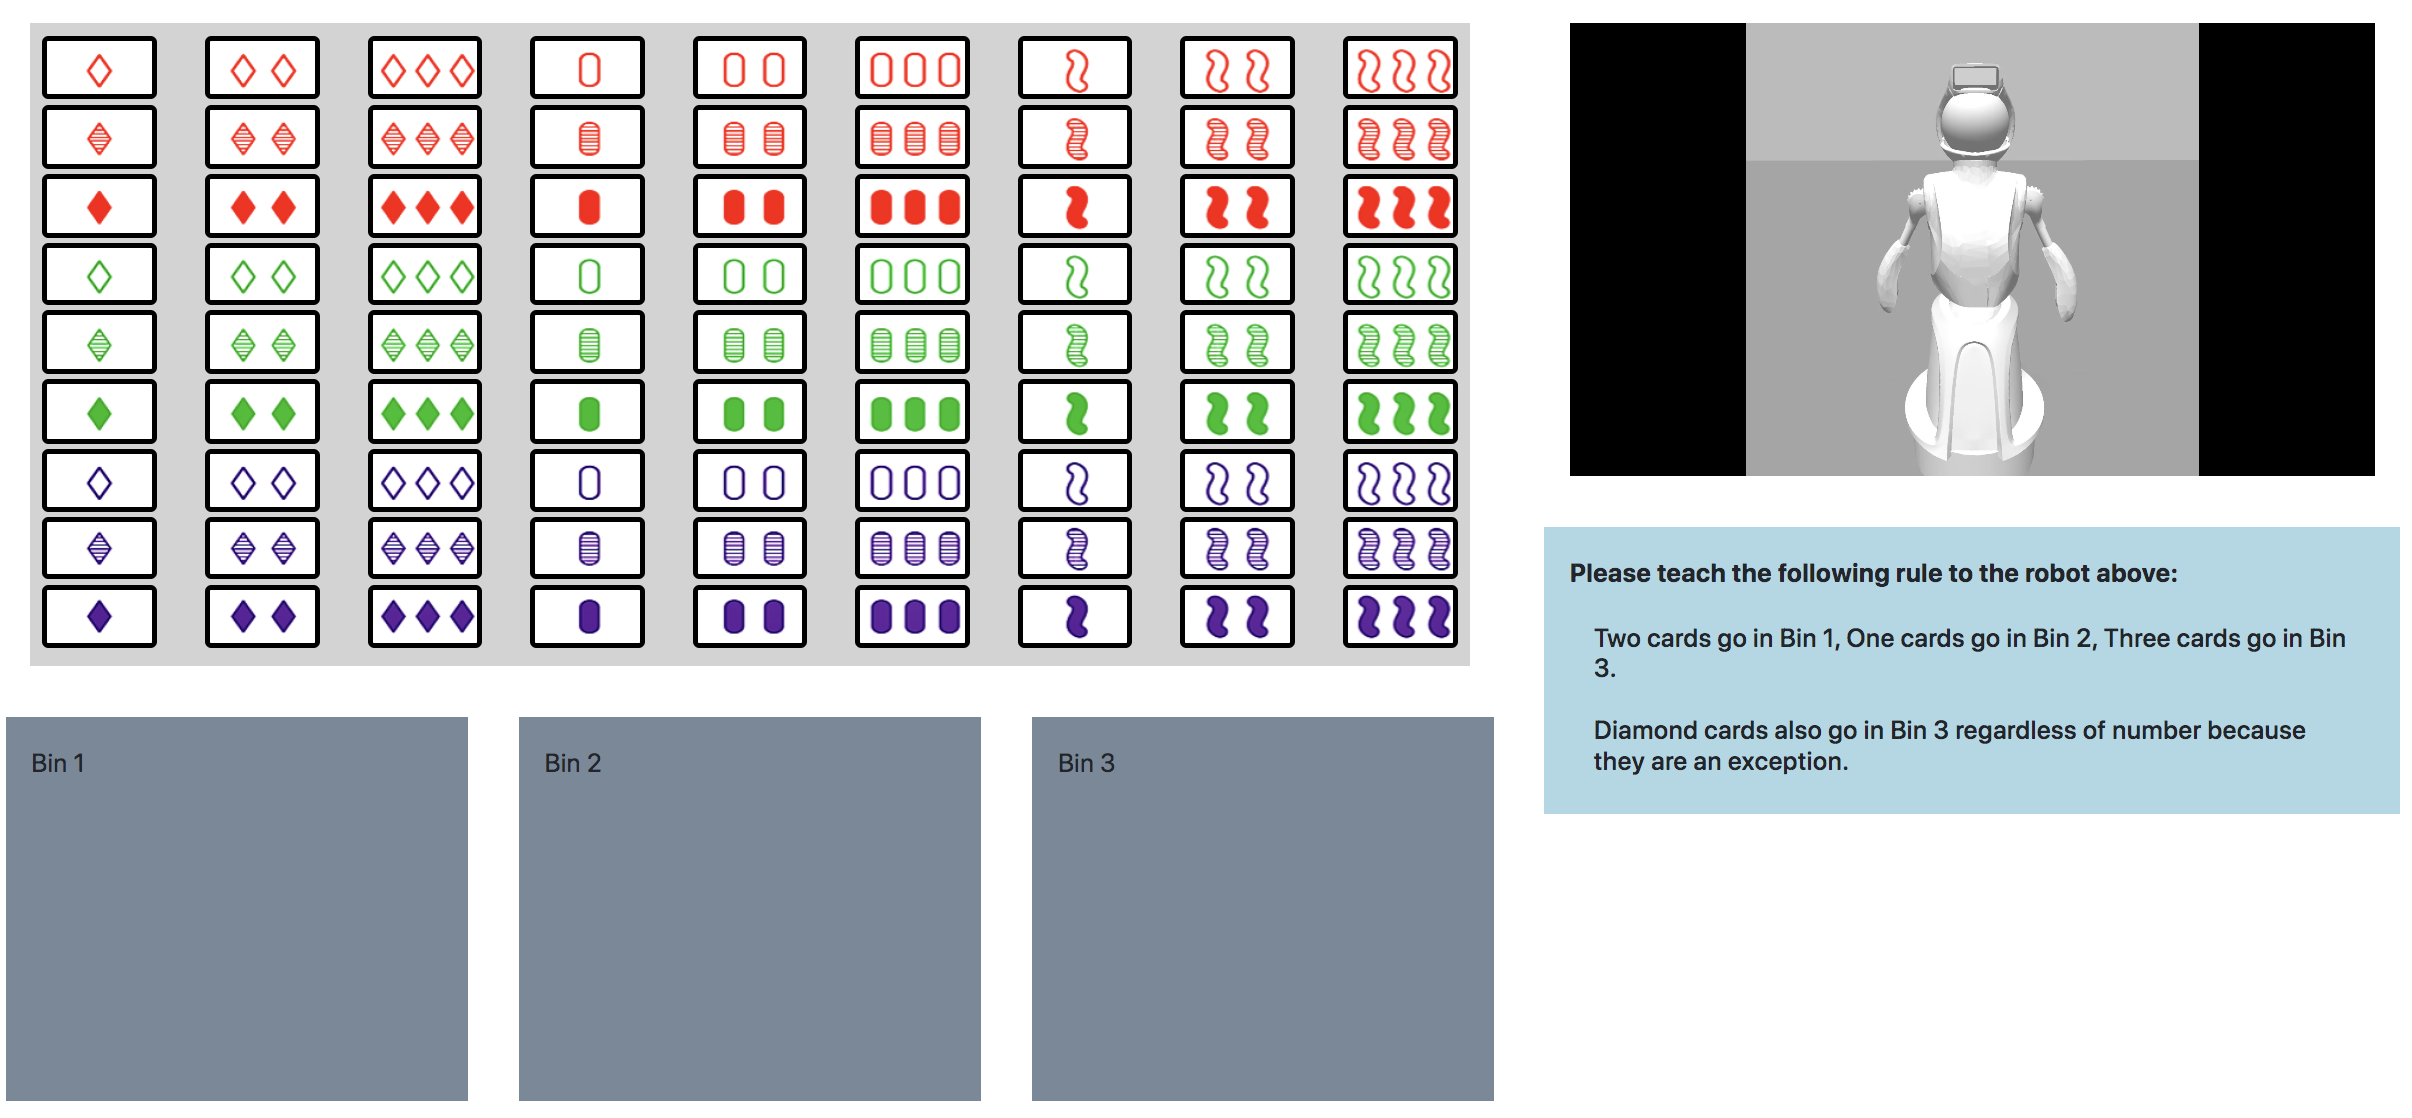 Please teach the following rule to the robot above:
Two cards go in Bin 1, One cards go in Bin 2, Three cards go in Bin
3.
Diamond cards also go in Bin 3 regardless of number because
they are an exception.
Bin 1
Bin 2
Bin 3